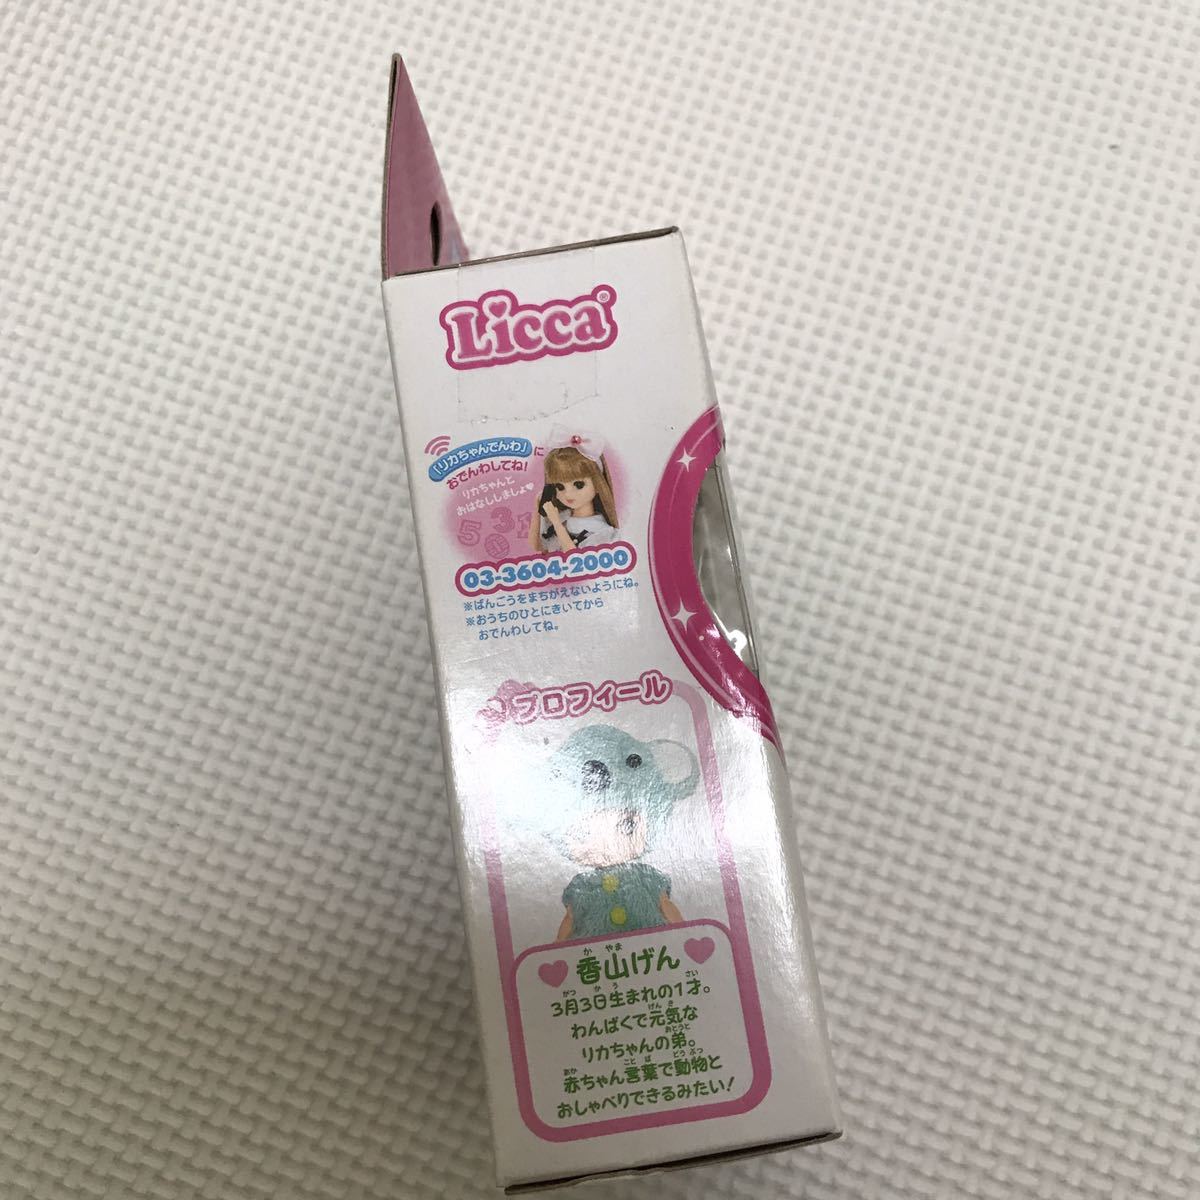 Licca®
「リカちゃんでんわ」に
おでんわしてね!
リカちゃんと
おはなししましょ♥
5 3 1
03-3604-2000
※ばんごうをまちがえないようにね。
※おうちのひとにきいてから
おでんわしてね。
プロフィール
香山げん
3月3日生まれの1才。
わんぱくで元気な
リカちゃんの弟。
赤ちゃん言葉で動物と
おしゃべりできるみたい!